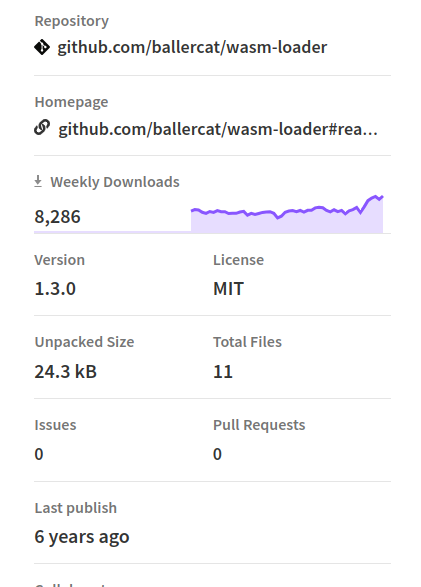 Repository
github.com/ballercat/wasm-loader
Homepage
github.com/ballercat/wasm-loader#rea...
Weekly Downloads
8,286
Version
License
1.3.0
MIT
Unpacked Size
Total Files
24.3 kB
11
Issues
Pull Requests
0
0
Last publish
6 years ago